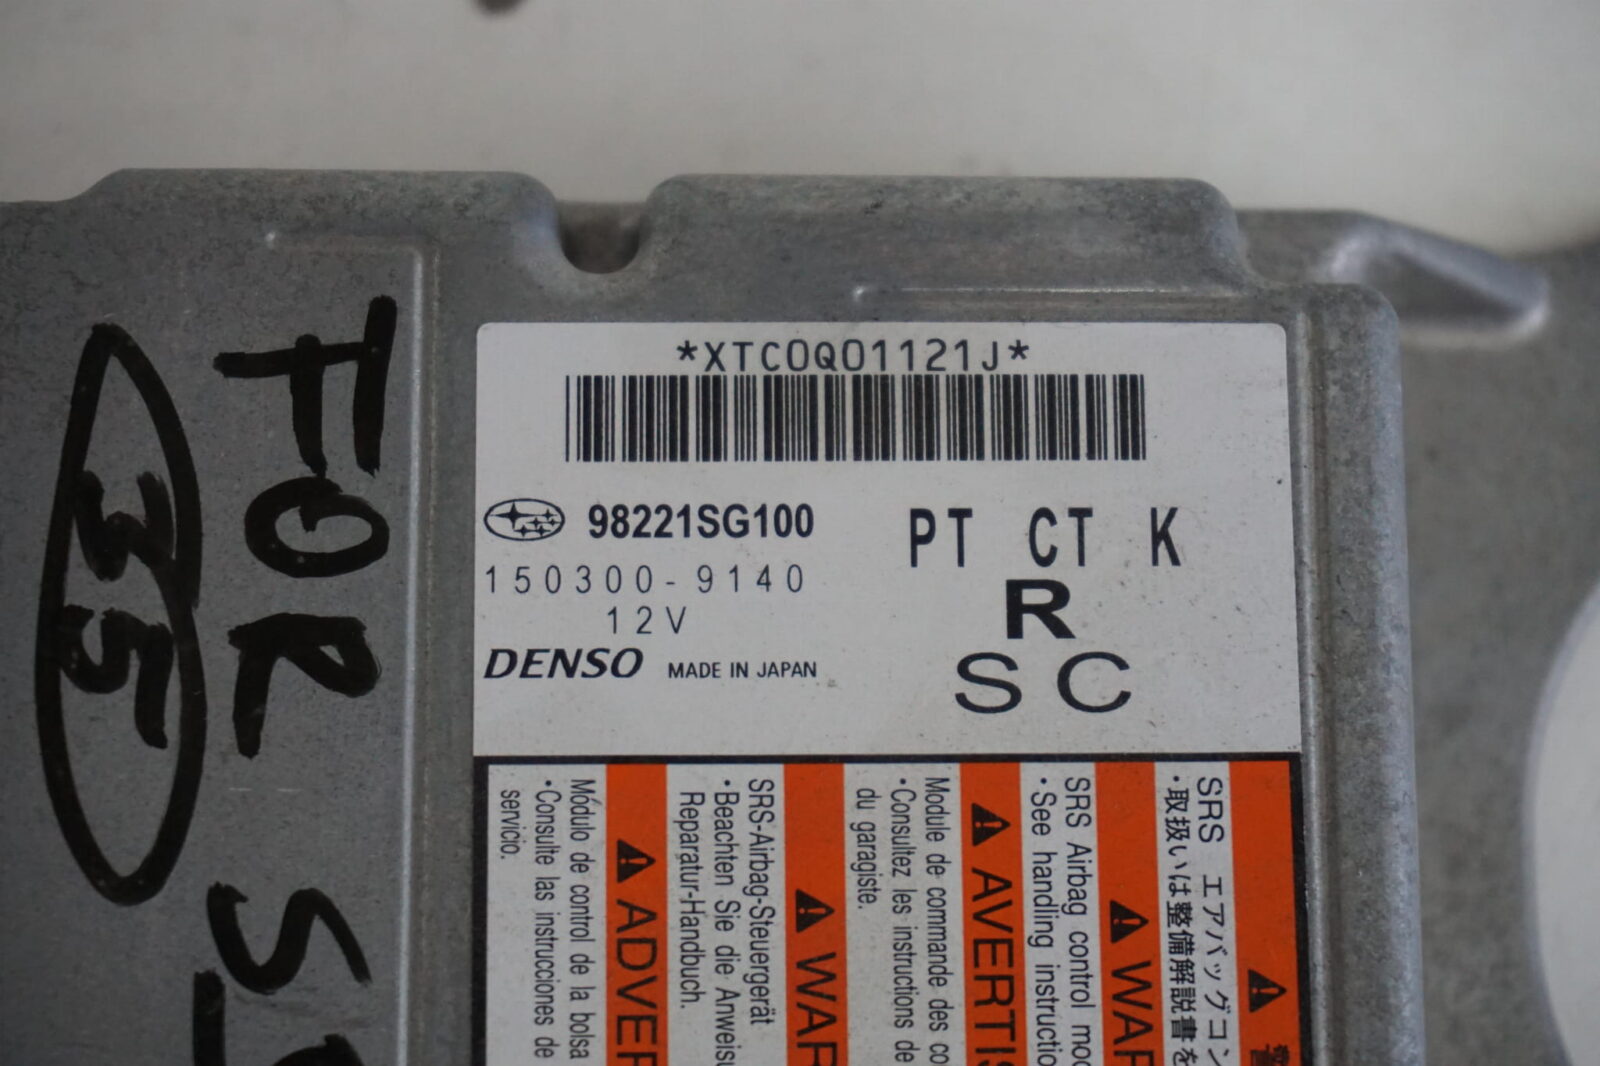 *XTC0Q01121J*
98221SG100
PT CT K
150300-9140
R
12V
SC
DENSO MADE IN JAPAN
FOR
35
SRS エアバッグコン
・取扱いは整備解説書を
WAR
SRS Airbag control mod
・See handling instructio
AVERTIS
Module de commande des co
・Consultez les instructions de
du garagiste.
WAR
SRS-Airbag-Steuergerät
・Beachten Sie die Anweisu
Reparatur-Handbuch.
ADVER
Módulo de control de la bolsa
・Consulte las instrucciones de
servicio.